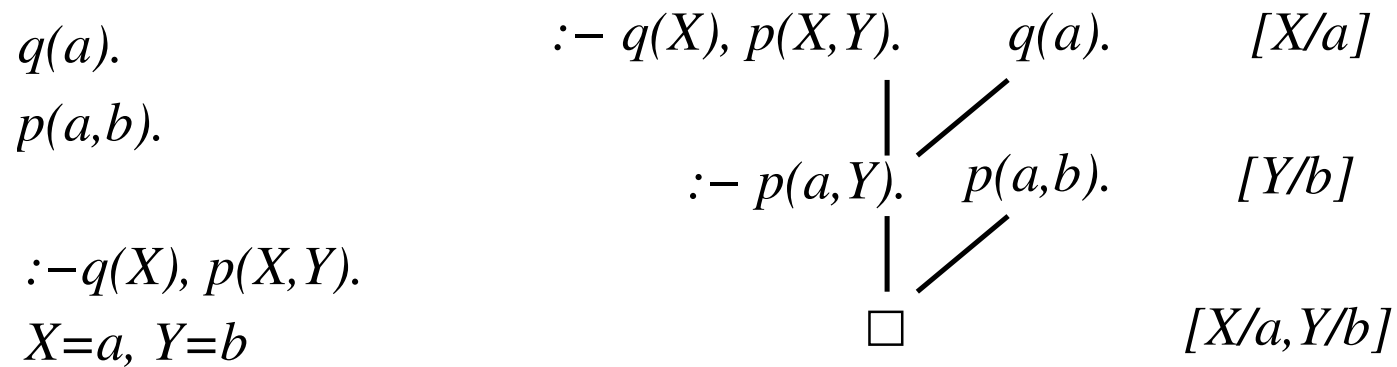 q(a).
p(a,b).
:−q(X), p(X,Y).
X=a, Y=b
:− q(X), p(X,Y). q(a). [X/a]
:− p(a,Y). p(a,b). [Y/b]
□ [X/a,Y/b]